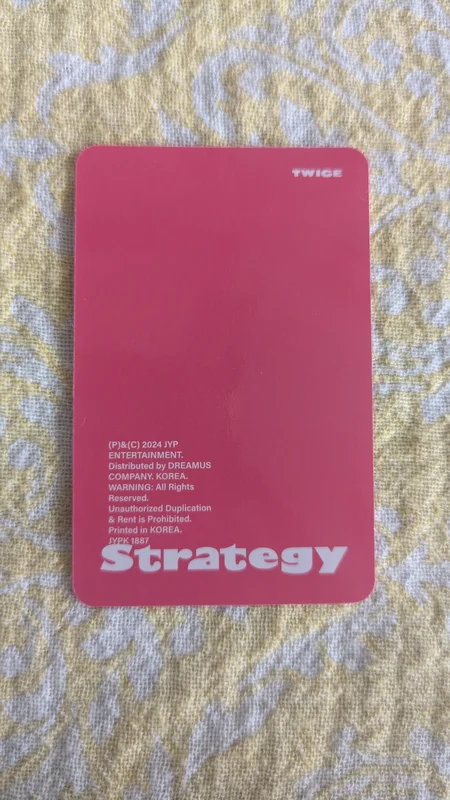 TWICE
(P)&(C) 2024 JYP
ENTERTAINMENT.
Distributed by DREAMUS
COMPANY. KOREA.
WARNING: All Rights
Reserved.
Unauthorized Duplication
& Rent is Prohibited.
Printed in KOREA.
JYPK 1887
Strategy